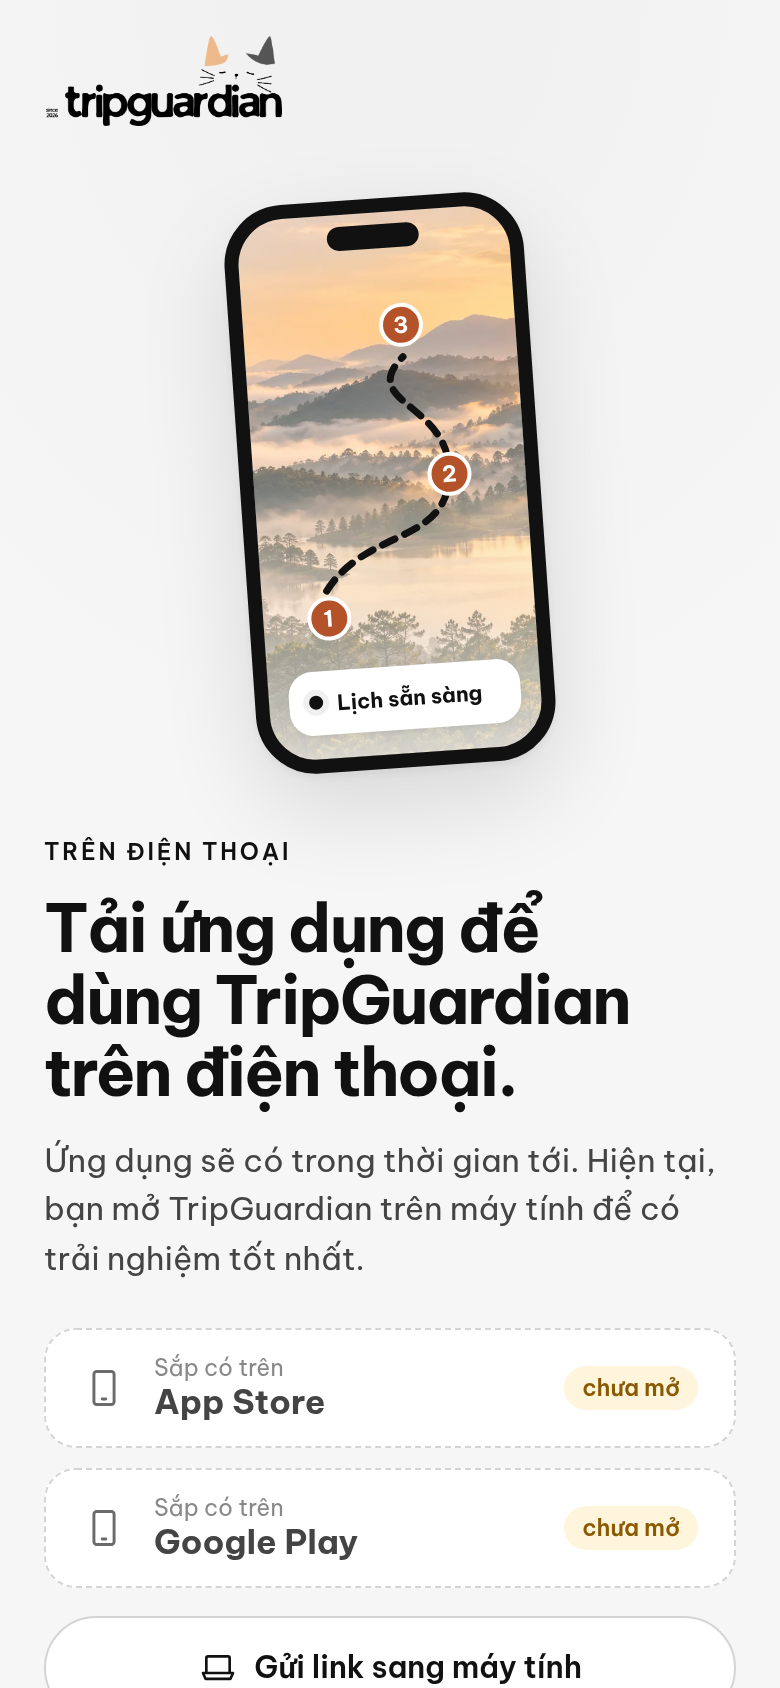 since
2026
tripguardian
3
2
1
Lịch sẵn sàng
TRÊN ĐIỆN THOẠI
Tải ứng dụng để
dùng TripGuardian
trên điện thoại.
Ứng dụng sẽ có trong thời gian tới. Hiện tại,
bạn mở TripGuardian trên máy tính để có
trải nghiệm tốt nhất.
Sắp có trên
App Store
chưa mở
Sắp có trên
Google Play
chưa mở
Gửi link sang máy tính